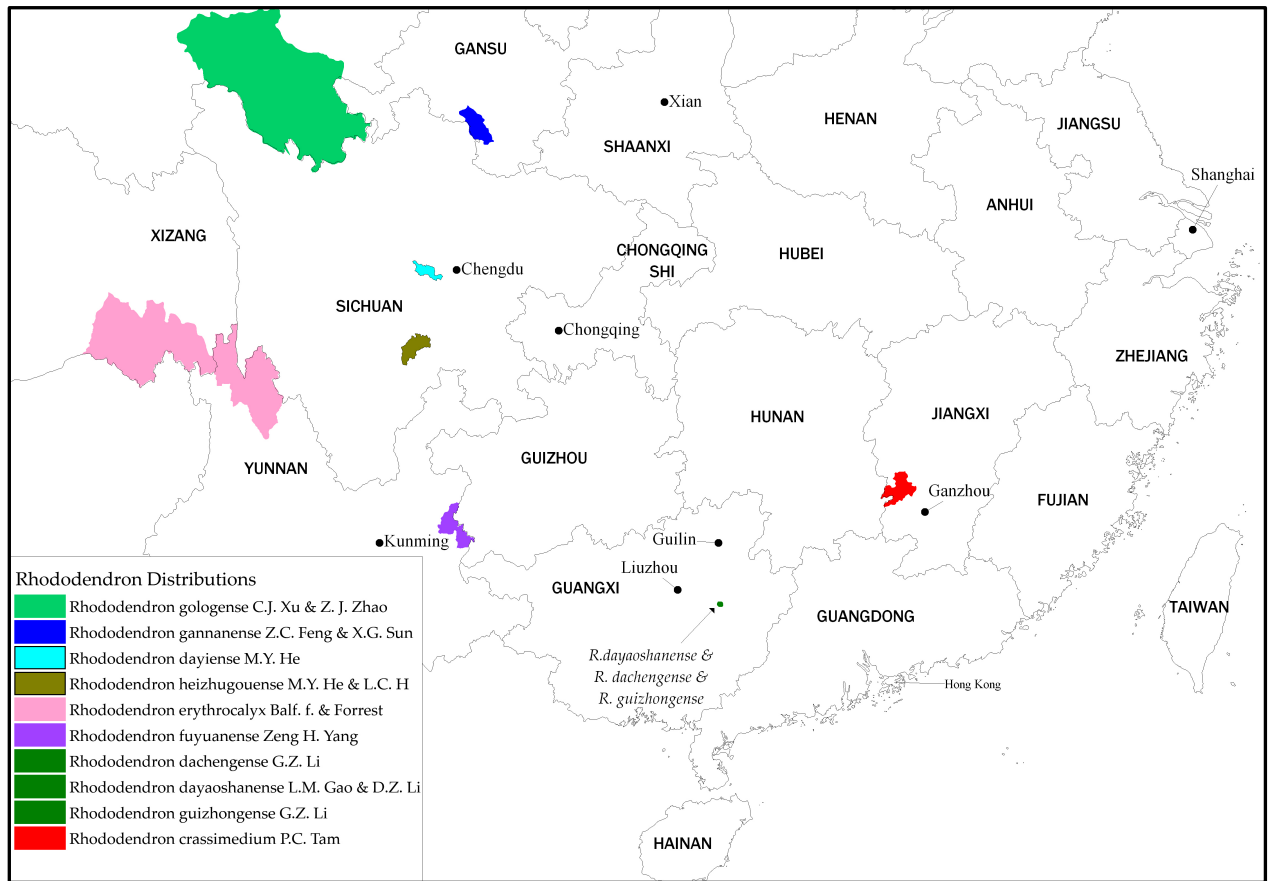 GANSU
Xian
HENAN
JIANGSU
SHAANXI
Shanghai
ANHUI
XIZANG
CHONGQING
SHI
HUBEI
Chengdu
SICHUAN
Chongqing
ZHEJIANG
HUNAN
JIANGXI
GUIZHOU
YUNNAN
Ganzhou
FUJIAN
Kunming
Guilin
Liuzhou
GUANGXI
GUANGDONG
TAIWAN
R.dayaoshanense &
R. dachengense &
R. guizhongense
Hong Kong
HAINAN
Rhododendron Distributions
Rhododendron gologense C.J. Xu & Z. J. Zhao
Rhododendron gannanense Z.C. Feng & X.G. Sun
Rhododendron dayiense M.Y. He
Rhododendron heizhugouense M.Y. He & L.C. H
Rhododendron erythrocalyx Balf. f. & Forrest
Rhododendron fuyuanense Zeng H. Yang
Rhododendron dachengense G.Z. Li
Rhododendron dayaoshanense L.M. Gao & D.Z. Li
Rhododendron guizhongense G.Z. Li
Rhododendron crassimedium P.C. Tam